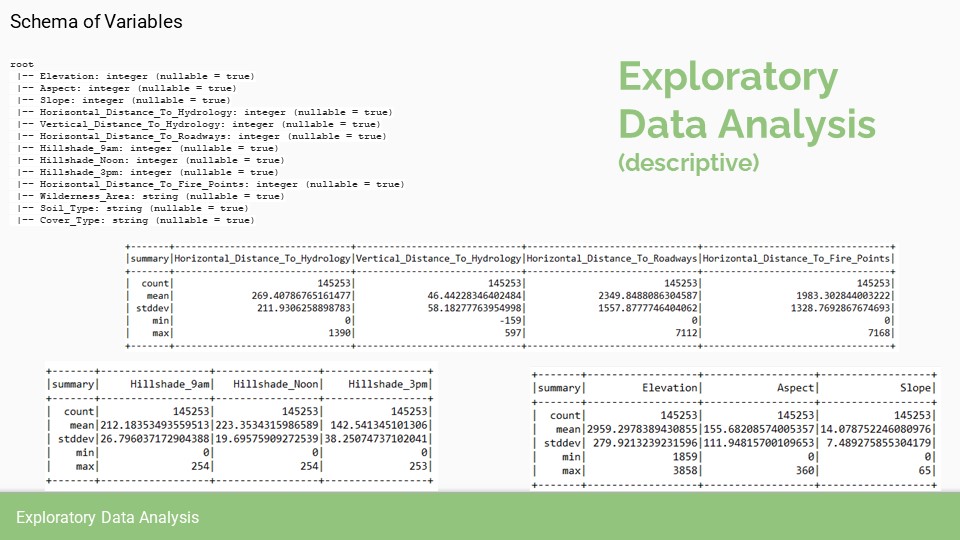 Schema of Variables
root
|-- Elevation: integer (nullable = true)
|-- Aspect: integer (nullable = true)
|-- Slope: integer (nullable = true)
|-- Horizontal_Distance_To_Hydrology: integer (nullable = true)
|-- Vertical_Distance_To_Hydrology: integer (nullable = true)
|-- Horizontal_Distance_To_Roadways: integer (nullable = true)
|-- Hillshade_9am: integer (nullable = true)
|-- Hillshade_Noon: integer (nullable = true)
|-- Hillshade_3pm: integer (nullable = true)
|-- Horizontal_Distance_To_Fire_Points: integer (nullable = true)
|-- Wilderness_Area: string (nullable = true)
|-- Soil_Type: string (nullable = true)
|-- Cover_Type: string (nullable = true)
Exploratory
Data Analysis
(descriptive)
|summary|Horizontal_Distance_To_Hydrology|Vertical_Distance_To_Hydrology|Horizontal_Distance_To_Roadways|Horizontal_Distance_To_Fire_Points|
| count| 145253| 145253| 145253| 145253|
| mean| 269.40786765161477| 46.44228346402484| 2349.8488086304587| 1983.302844003222|
| stddev| 211.9306258898783| 58.18277763954998| 1557.8777746404062| 1328.7692867674693|
| min| 0| -159| 0| 0|
| max| 1390| 597| 7112| 7168|
|summary| Hillshade_9am| Hillshade_Noon| Hillshade_3pm|
| count| 145253| 145253| 145253|
| mean|212.18353493559513|223.3534315986589| 142.541345101306|
| stddev|26.796037172904388|19.69575909272539|38.25074737102041|
| min| 0| 0| 0|
| max| 254| 254| 253|
|summary| Elevation| Aspect| Slope|
| count| 145253| 145253| 145253|
| mean|2959.2978389430855|155.68208574005357|14.078752246080976|
| stddev| 279.9213239231596|111.94815700109653| 7.489275855304179|
| min| 1859| 0| 0|
| max| 3858| 360| 65|
Exploratory Data Analysis